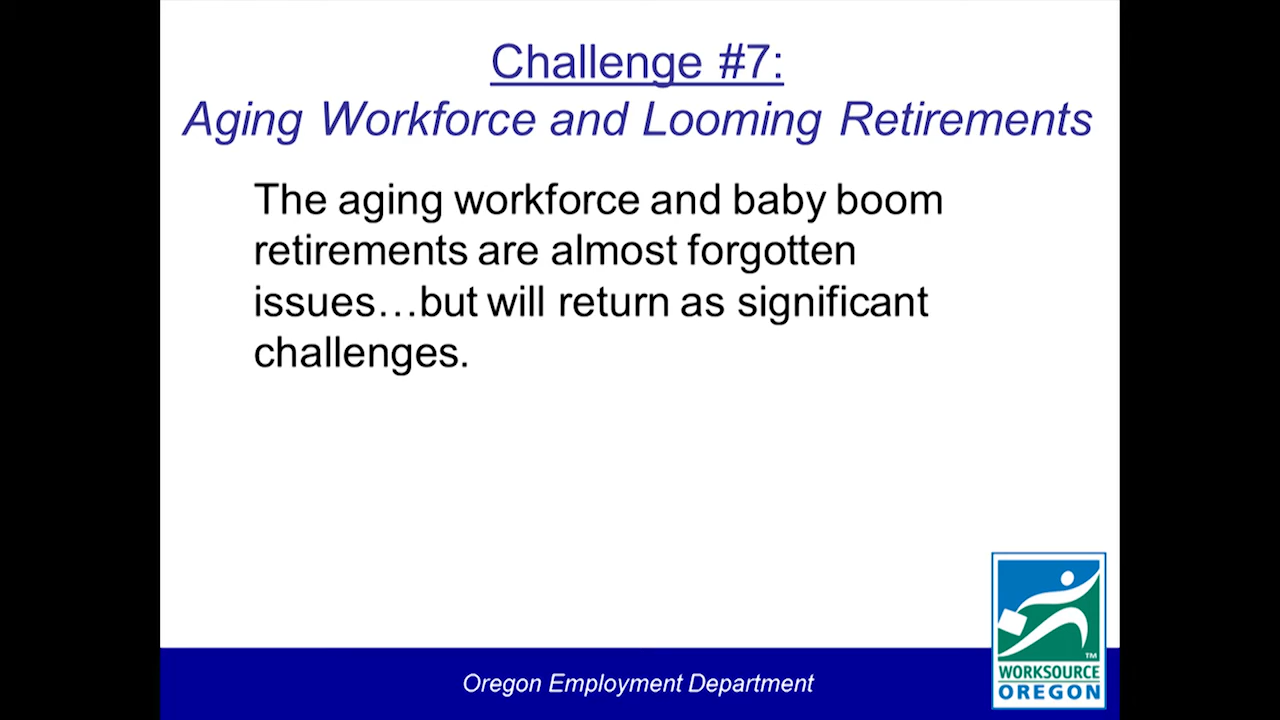 Challenge #7:
Aging Workforce and Looming Retirements
The aging workforce and baby boom
retirements are almost forgotten
issues…but will return as significant
challenges.
Oregon Employment Department
TM
WORKSOURCE
OREGON